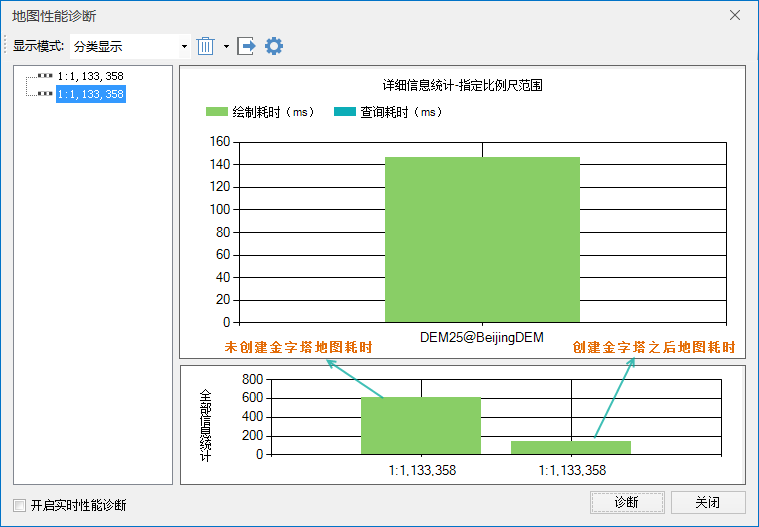 地图性能诊断
显示模式: 分类显示
1:1,133,358
1:1,133,358
详细信息统计-指定比例尺范围
绘制耗时（ms） 查询耗时（ms）
160
140
120
100
80
60
40
20
0
DEM25@BeijingDEM
未创建金字塔地图耗时 创建金字塔之后地图耗时
全部信息统计
800
600
400
200
0
1:1,133,358 1:1,133,358
开启实时性能诊断
诊断 关闭